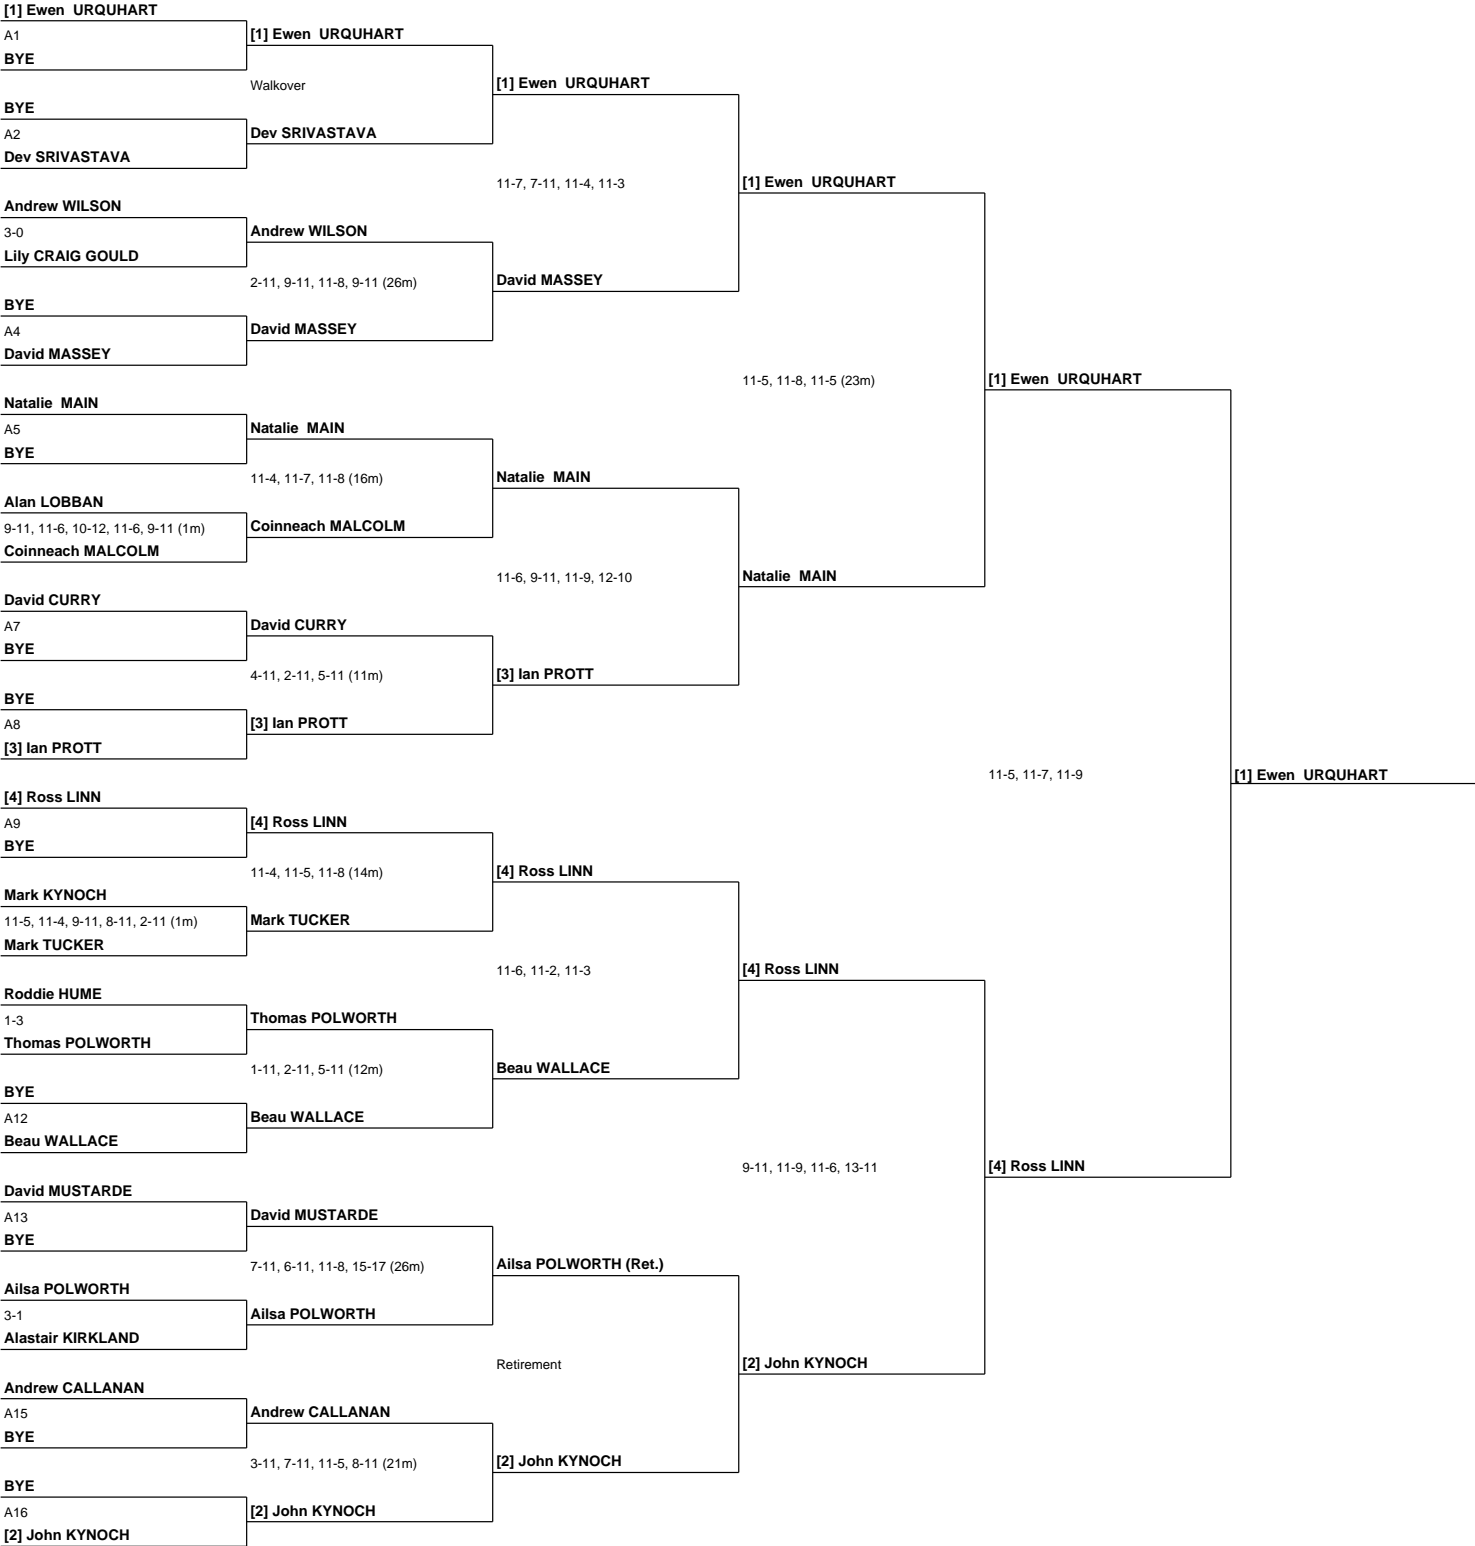 [1] Ewen  URQUHART
A1
BYE
BYE
A2
Dev SRIVASTAVA
Andrew WILSON
3-0
Lily CRAIG GOULD
BYE
A4
David MASSEY
Natalie  MAIN
A5
BYE
Alan LOBBAN
9-11, 11-6, 10-12, 11-6, 9-11 (1m)
Coinneach MALCOLM
David CURRY
A7
BYE
BYE
A8
[3] Ian PROTT
[4] Ross LINN
A9
BYE
Mark KYNOCH
11-5, 11-4, 9-11, 8-11, 2-11 (1m)
Mark TUCKER
Roddie HUME
1-3
Thomas POLWORTH
BYE
A12
Beau WALLACE
David MUSTARDE
A13
BYE
Ailsa POLWORTH
3-1
Alastair KIRKLAND
Andrew CALLANAN
A15
BYE
BYE
A16
[2] John KYNOCH
[1] Ewen  URQUHART
Walkover
Dev SRIVASTAVA
Andrew WILSON
2-11, 9-11, 11-8, 9-11 (26m)
David MASSEY
Natalie  MAIN
11-4, 11-7, 11-8 (16m)
Coinneach MALCOLM
David CURRY
4-11, 2-11, 5-11 (11m)
[3] Ian PROTT
[4] Ross LINN
11-4, 11-5, 11-8 (14m)
Mark TUCKER
Thomas POLWORTH
1-11, 2-11, 5-11 (12m)
Beau WALLACE
David MUSTARDE
7-11, 6-11, 11-8, 15-17 (26m)
Ailsa POLWORTH
Andrew CALLANAN
3-11, 7-11, 11-5, 8-11 (21m)
[2] John KYNOCH
[1] Ewen  URQUHART
11-7, 7-11, 11-4, 11-3
David MASSEY
Natalie  MAIN
11-6, 9-11, 11-9, 12-10
[3] Ian PROTT
[4] Ross LINN
11-6, 11-2, 11-3
Beau WALLACE
Ailsa POLWORTH (Ret.)
Retirement
[2] John KYNOCH
[1] Ewen  URQUHART
11-5, 11-8, 11-5 (23m)
Natalie  MAIN
[4] Ross LINN
9-11, 11-9, 11-6, 13-11
[2] John KYNOCH
[1] Ewen  URQUHART
11-5, 11-7, 11-9
[4] Ross LINN
[1] Ewen  URQUHART